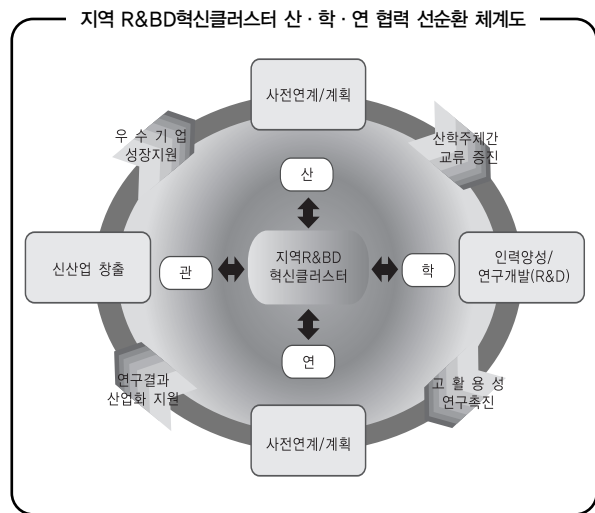 지역 R&BD혁신클러스터 산·학·연 협력 선순환 체계도
사전연계/계획
우 수 기 업
성장지원
산학주체간
교류 증진
산
신산업 창출
관
지역R&BD
혁신클러스터
학
인력양성/
연구개발(R&D)
연
연구결과
산업화 지원
고 활 용 성
연구촉진
사전연계/계획